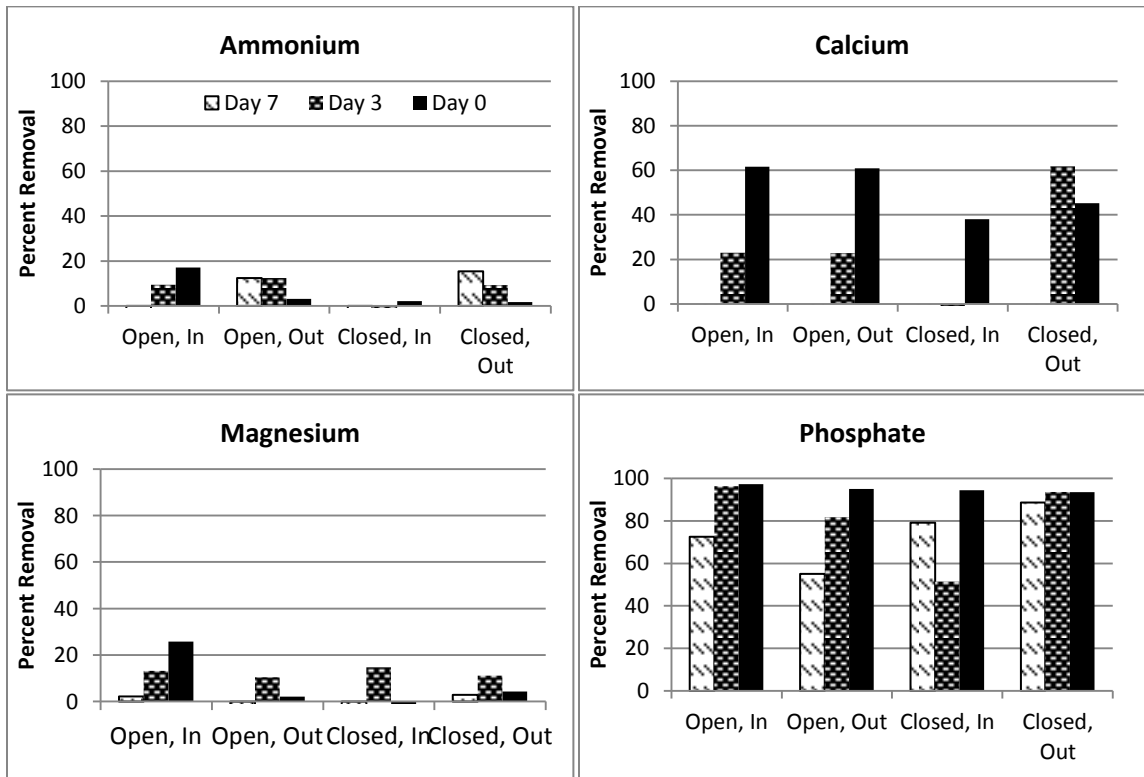 Ammonium
100
80
60
40
20
0
Percent Removal
Day 7 Day 3 Day 0
Open, In Open, Out Closed, In Closed,
Out
Calcium
100
80
60
40
20
0
Percent Removal
Open, In Open, Out Closed, In Closed,
Out
Magnesium
100
80
60
40
20
0
Percent Removal
Open, In Open, Out Closed, In Closed, Out
Phosphate
100
80
60
40
20
0
Percent Removal
Open, In Open, Out Closed, In Closed,
Out